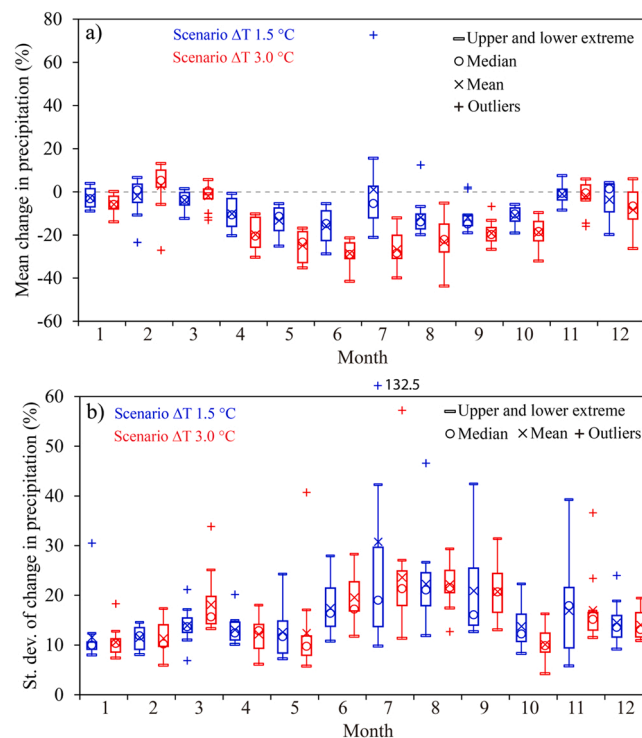 a)
Scenario ΔT 1.5 °C
Scenario ΔT 3.0 °C
Upper and lower extreme
Median
Mean
Outliers
Mean change in precipitation (%)
80
60
40
20
0
-20
-40
-60
1 2 3 4 5 6 7 8 9 10 11 12
Month
b)
132.5
Scenario ΔT 1.5 °C
Scenario ΔT 3.0 °C
Upper and lower extreme
Median Mean Outliers
St. dev. of change in precipitation (%)
60
50
40
30
20
10
0
1 2 3 4 5 6 7 8 9 10 11 12
Month